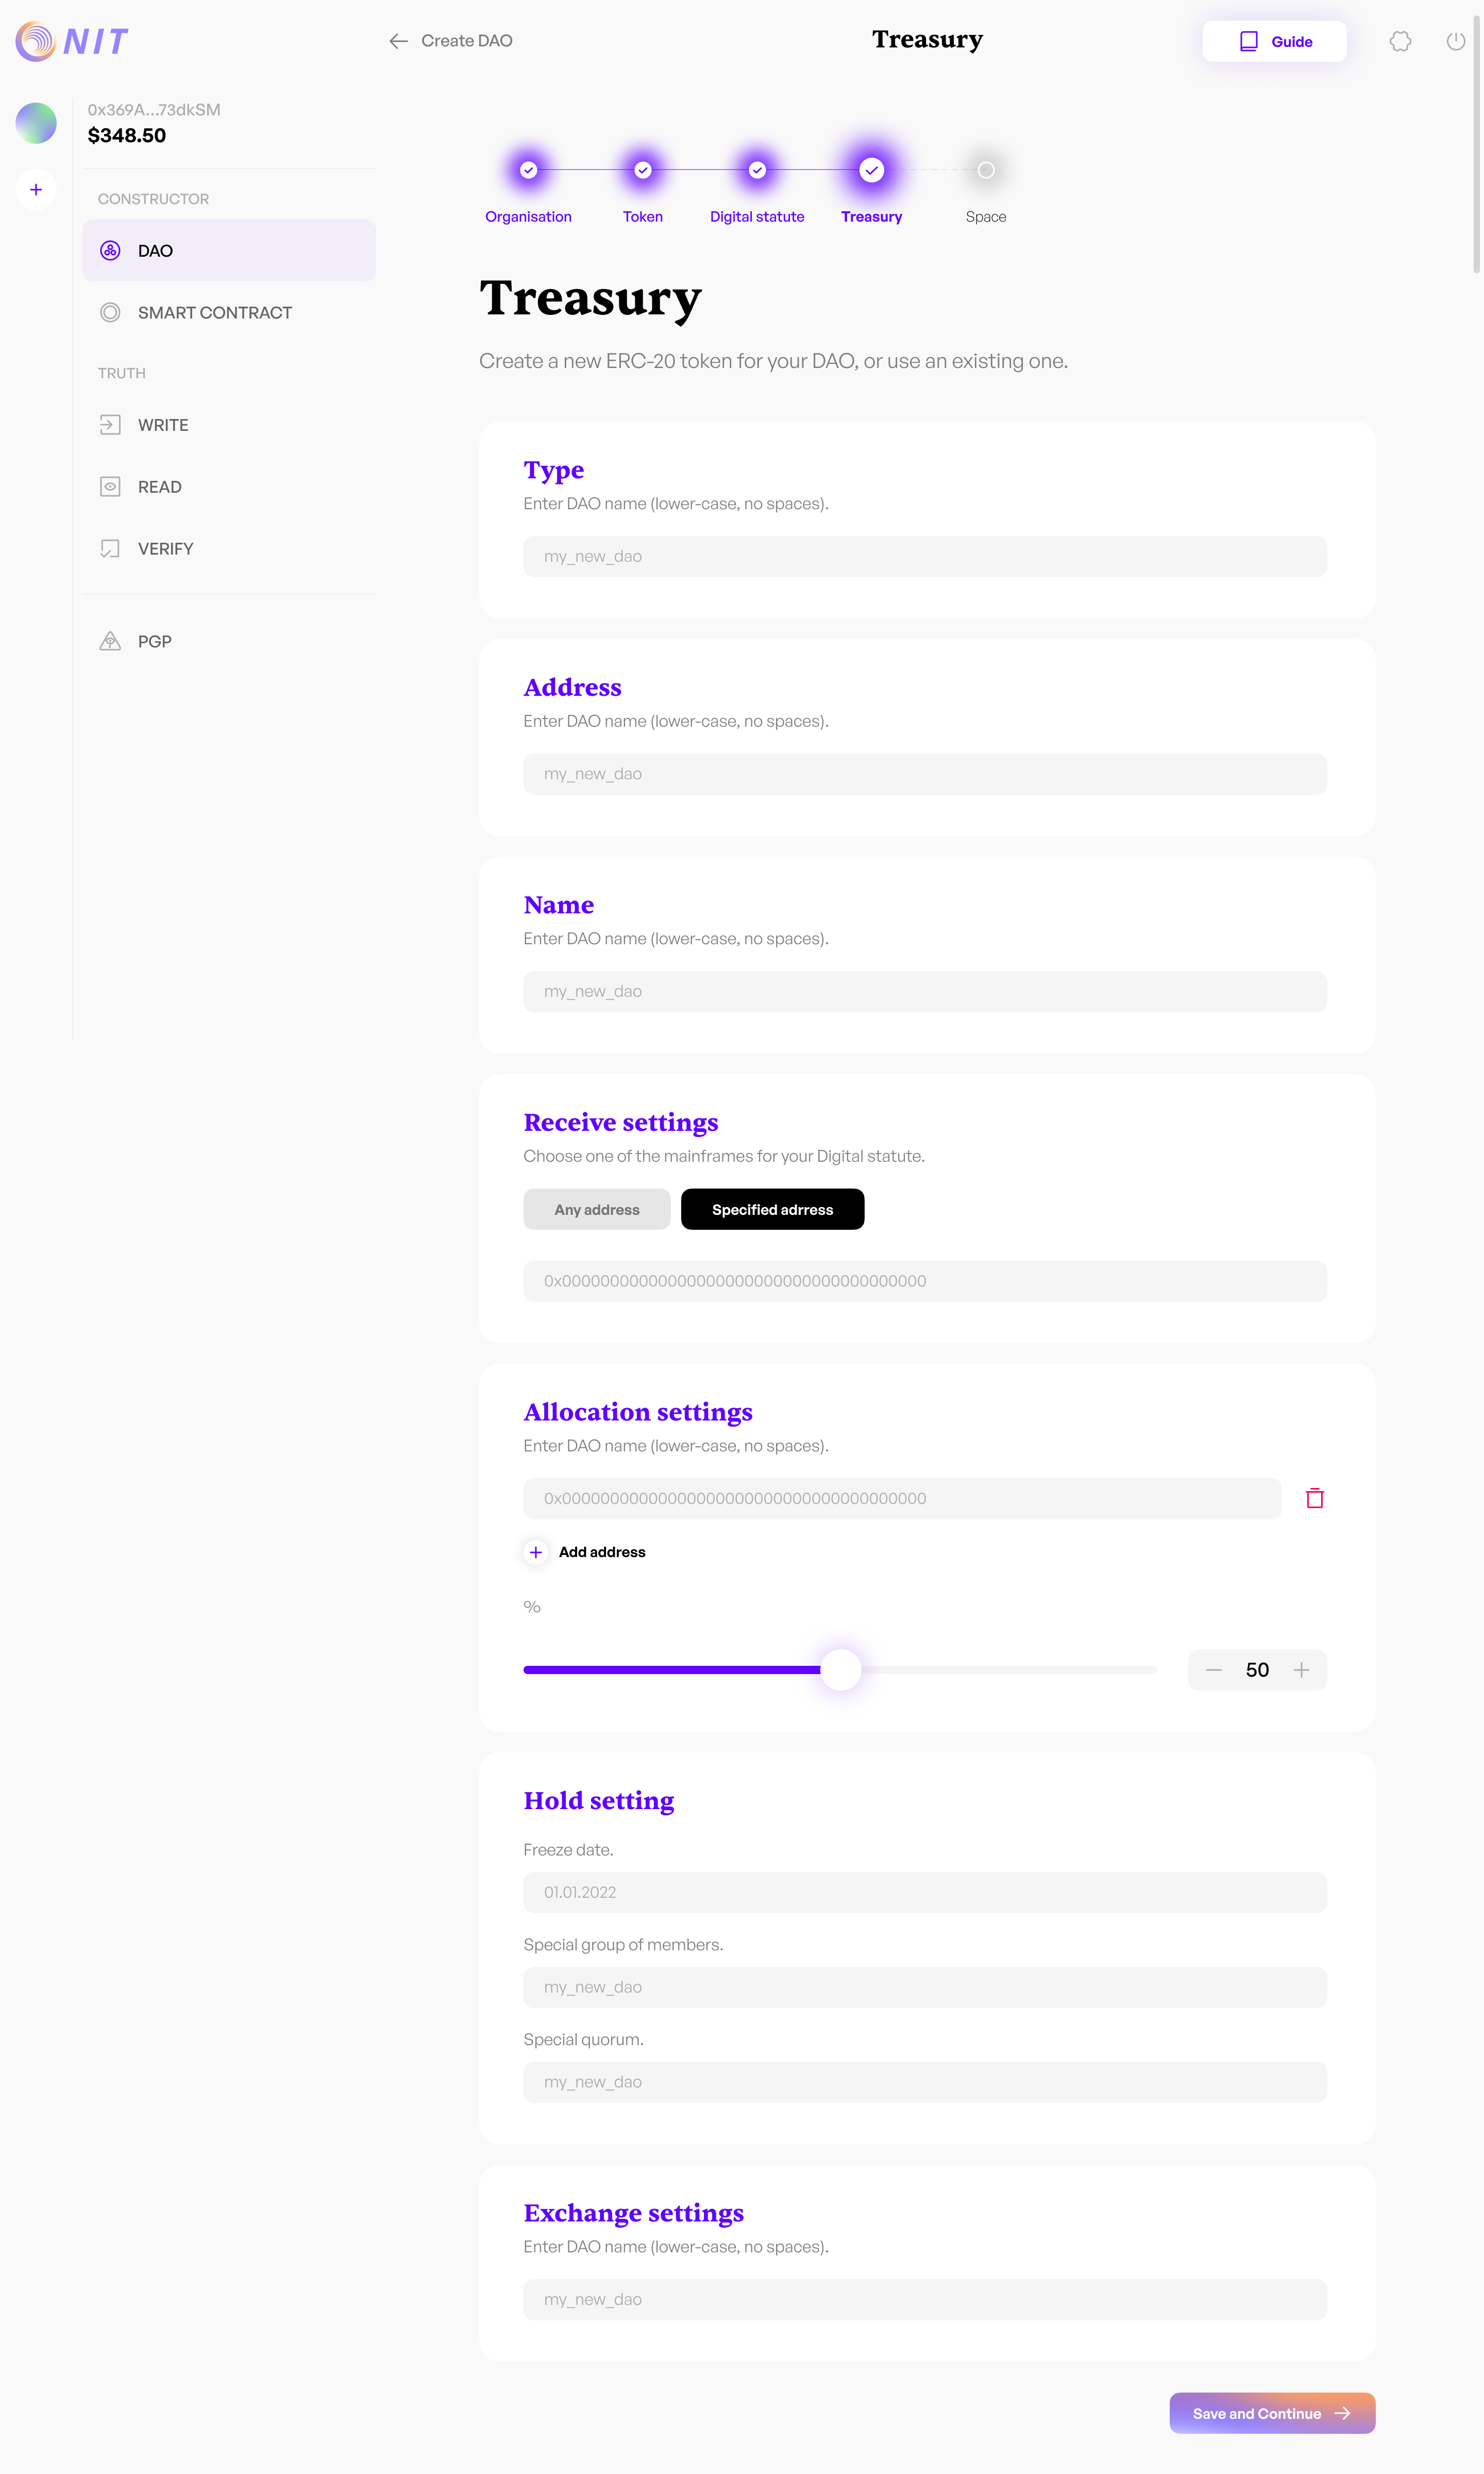 NIT
Create DAO
Treasury
Guide
0x369A...73dkSM
$348.50
CONSTRUCTOR
DAO
SMART CONTRACT
TRUTH
WRITE
READ
VERIFY
PGP
Organisation
Token
Digital statute
Treasury
Space
Treasury
Create a new ERC-20 token for your DAO, or use an existing one.
Type
Enter DAO name (lower-case, no spaces).
my_new_dao
Address
Enter DAO name (lower-case, no spaces).
my_new_dao
Name
Enter DAO name (lower-case, no spaces).
my_new_dao
Receive settings
Choose one of the mainframes for your Digital statute.
Any address
Specified adrress
0x0000000000000000000000000000000000000000
Allocation settings
Enter DAO name (lower-case, no spaces).
0x0000000000000000000000000000000000000000
Add address
%
50
Hold setting
Freeze date.
01.01.2022
Special group of members.
my_new_dao
Special quorum.
my_new_dao
Exchange settings
Enter DAO name (lower-case, no spaces).
my_new_dao
Save and Continue